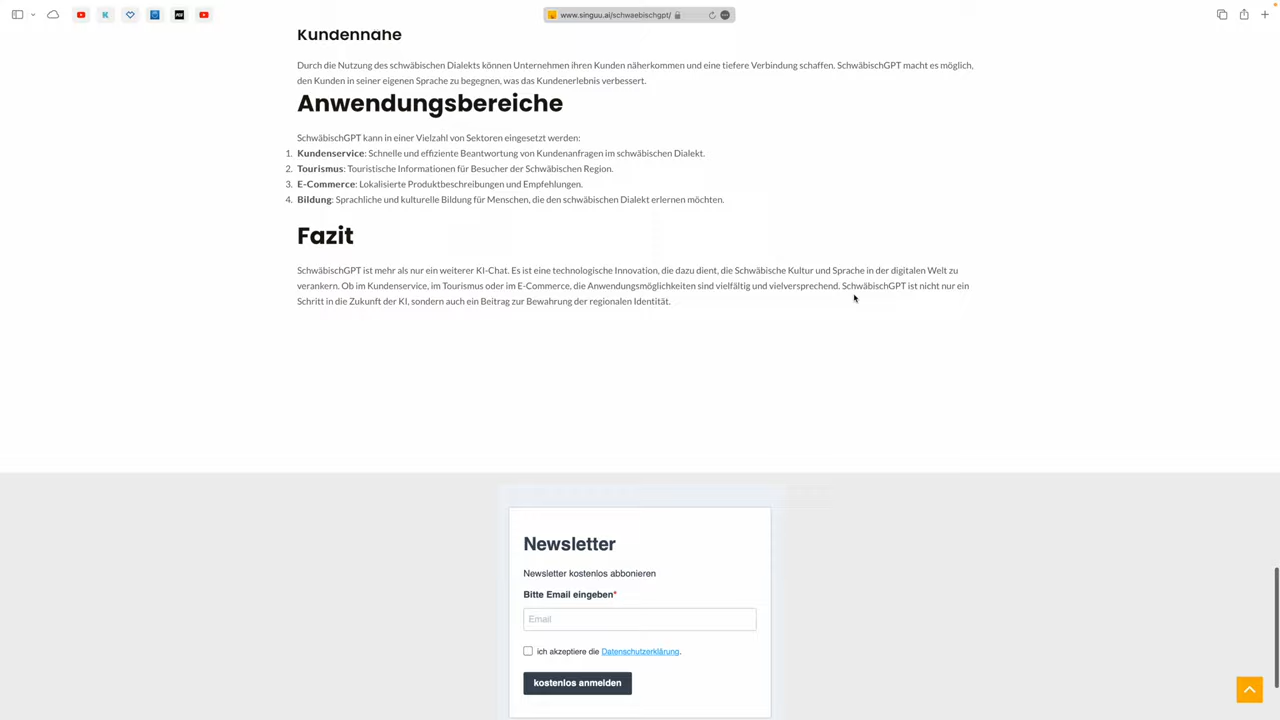 www.singuu.ai/schwaebischgpt/
Kundennahe
Durch die Nutzung des schwäbischen Dialekts können Unternehmen ihren Kunden näherkommen und eine tiefere Verbindung schaffen. SchwäbischGPT macht es möglich,
den Kunden in seiner eigenen Sprache zu begegnen, was das Kundenerlebnis verbessert.
Anwendungsbereiche
SchwäbischGPT kann in einer Vielzahl von Sektoren eingesetzt werden:
1. Kundenservice: Schnelle und effiziente Beantwortung von Kundenanfragen im schwäbischen Dialekt.
2. Tourismus: Touristische Informationen für Besucher der Schwäbischen Region.
3. E-Commerce: Lokalisierte Produktbeschreibungen und Empfehlungen.
4. Bildung: Sprachliche und kulturelle Bildung für Menschen, die den schwäbischen Dialekt erlernen möchten.
Fazit
SchwäbischGPT ist mehr als nur ein weiterer KI-Chat. Es ist eine technologische Innovation, die dazu dient, die Schwäbische Kultur und Sprache in der digitalen Welt zu
verankern. Ob im Kundenservice, im Tourismus oder im E-Commerce, die Anwendungsmöglichkeiten sind vielfältig und vielversprechend. SchwäbischGPT ist nicht nur ein
Schritt in die Zukunft der KI, sondern auch ein Beitrag zur Bewahrung der regionalen Identität.
Newsletter
Newsletter kostenlos abbonieren
Bitte Email eingeben*
Email
ich akzeptiere die Datenschutzerklärung.
kostenlos anmelden